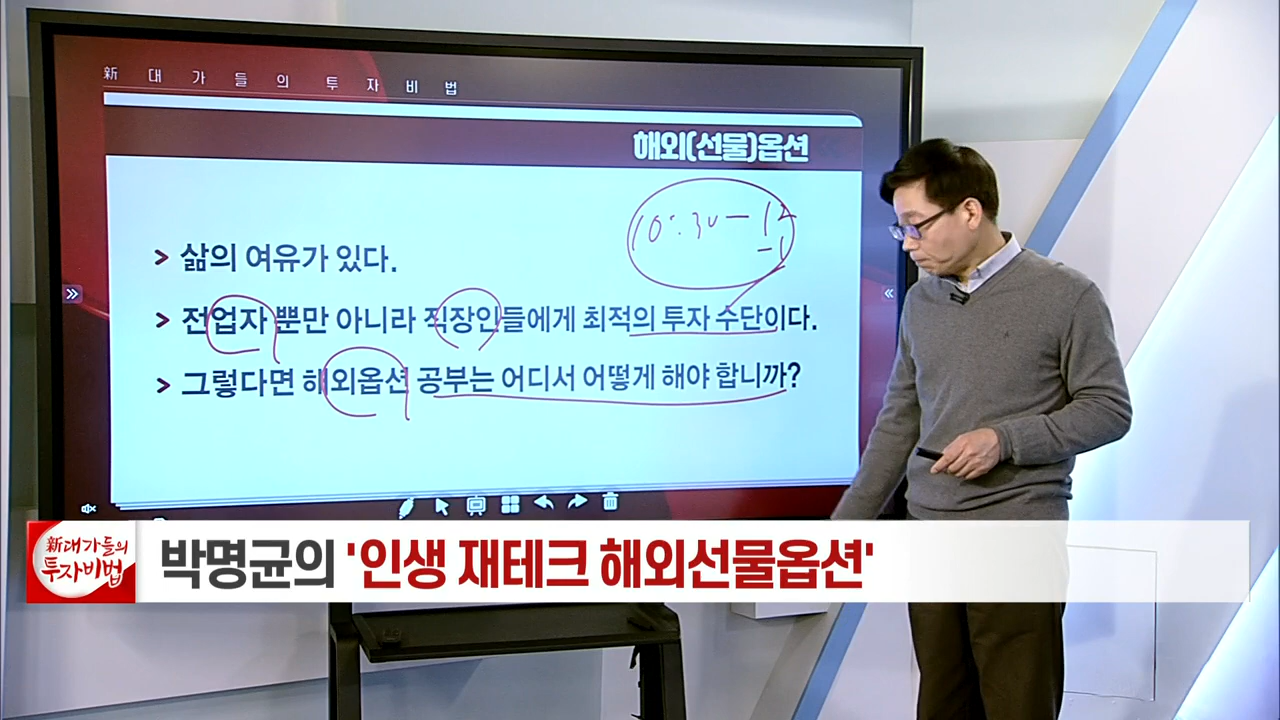 新 대 가 들 의 투 자 비 법
해외(선물)옵션
10:30 - 12
-1
> 삶의 여유가 있다.
> 전업자 뿐만 아니라 직장인들에게 최적의 투자 수단이다.
> 그렇다면 해외옵션 공부는 어디서 어떻게 해야 합니까?
新대가들의
투자비법
박명균의 '인생 재테크 해외선물옵션'